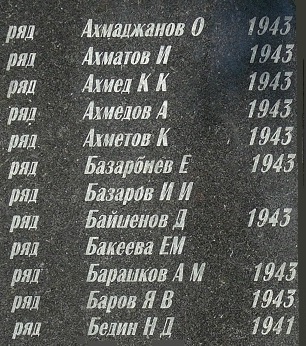 ряд Ахмаджанов О 1943
ряд Ахматов И 1943
ряд Ахмед К К 1943
ряд Ахмедов А 1943
ряд Ахметов К 1943
ряд Базарбиев Е 1943
ряд Базаров И И
ряд Байшенов Д 1943
ряд Бакеева ЕМ
ряд Барашков А М 1943
ряд Баров Я В 1943
ряд Бедин Н Д 1941